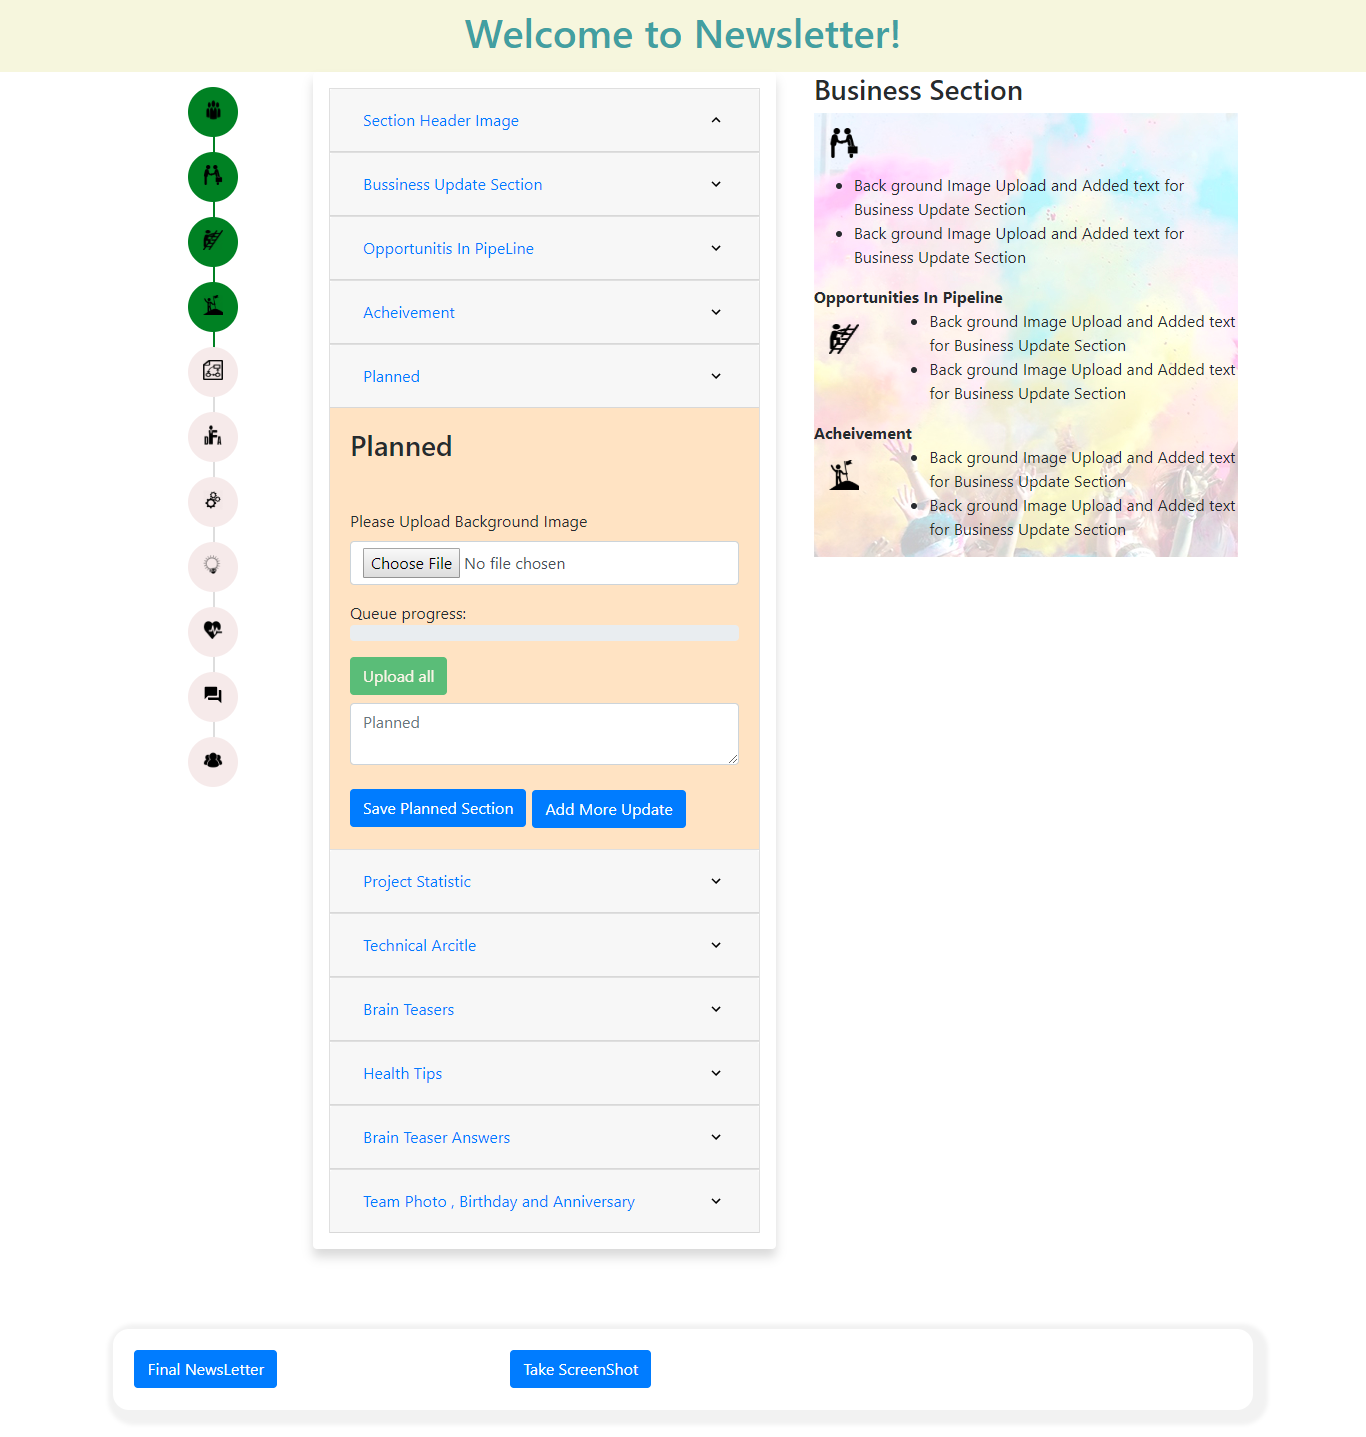 Welcome to Newsletter!
Section Header Image
Bussiness Update Section
Opportunitis In PipeLine
Acheivement
Planned
Planned
Please Upload Background Image
Choose File No file chosen
Queue progress:
Upload all
Planned
Save Planned Section
Add More Update
Project Statistic
Technical Arcitle
Brain Teasers
Health Tips
Brain Teaser Answers
Team Photo , Birthday and Anniversary
Business Section
Back ground Image Upload and Added text for
Business Update Section
Back ground Image Upload and Added text for
Business Update Section
Opportunities In Pipeline
Back ground Image Upload and Added text
for Business Update Section
Back ground Image Upload and Added text
for Business Update Section
Acheivement
Back ground Image Upload and Added text
for Business Update Section
Back ground Image Upload and Added text
for Business Update Section
Final NewsLetter
Take ScreenShot